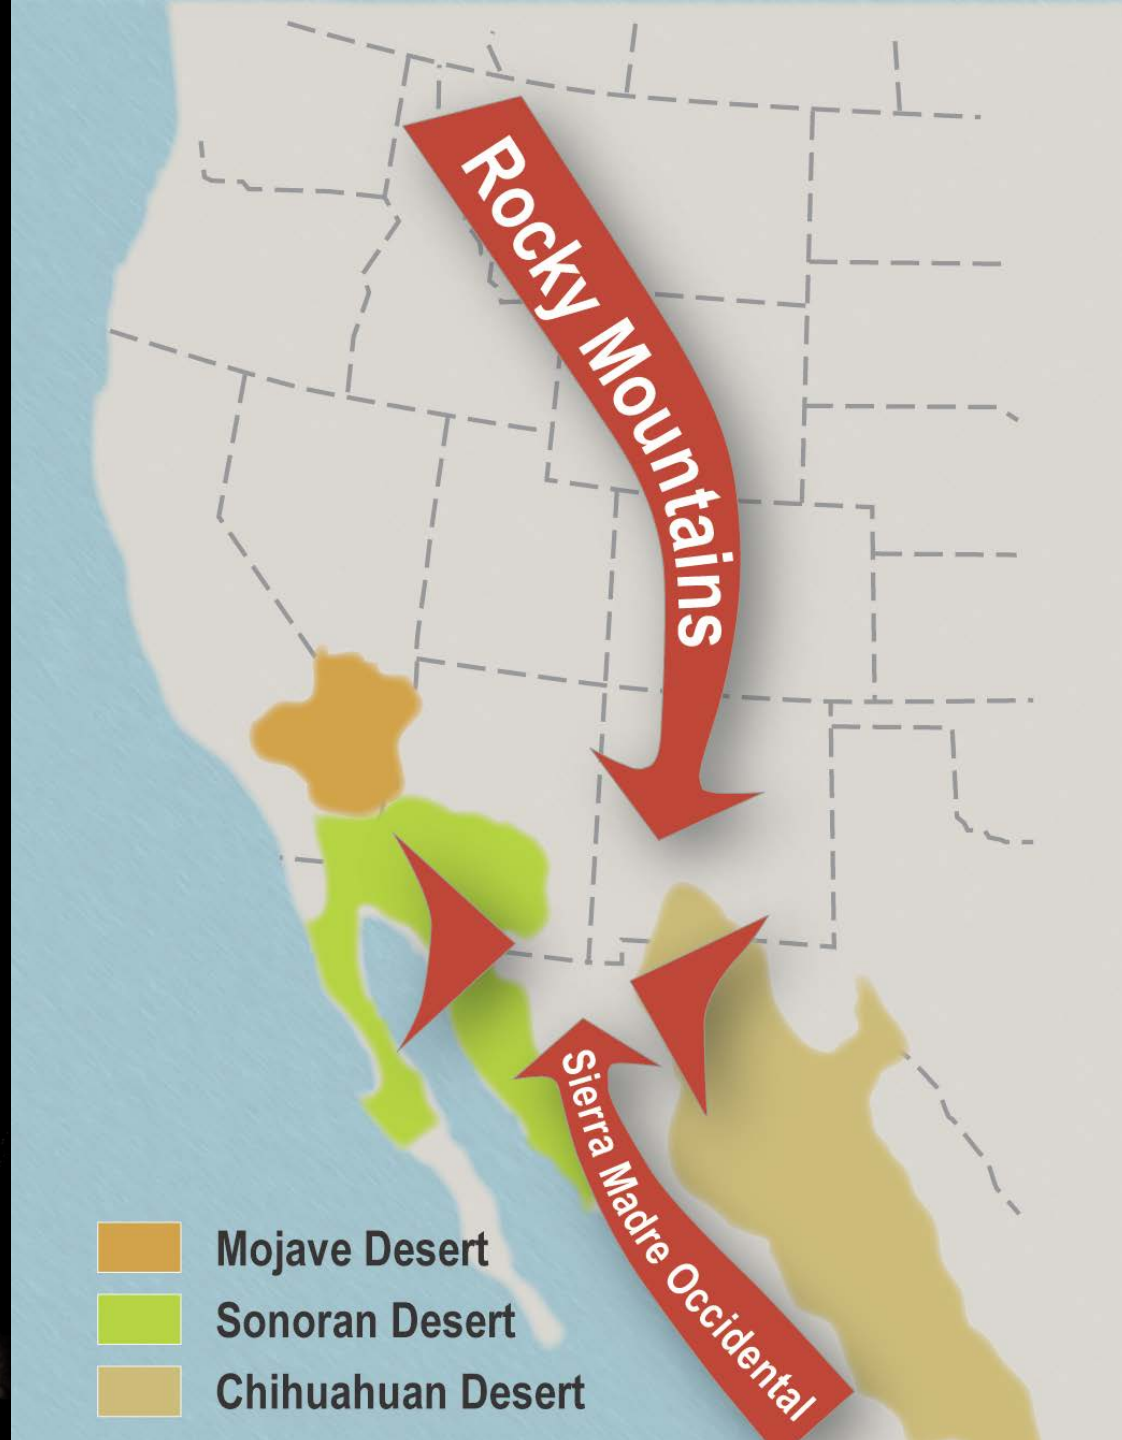 Rocky Mountains
Sierra Madre Occidental
Mojave Desert
Sonoran Desert
Chihuahuan Desert